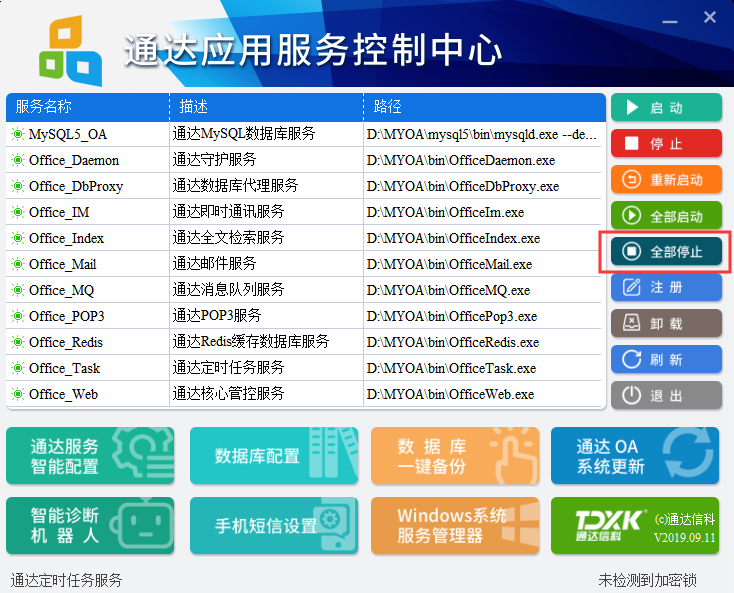 通达应用服务控制中心
服务名称 描述 路径
MySQL5_OA 通达MySQL数据库服务 D:\MYOA\mysql5\bin\mysqld.exe --de...
Office_Daemon 通达守护服务 D:\MYOA\bin\OfficeDaemon.exe
Office_DbProxy 通达数据库代理服务 D:\MYOA\bin\OfficeDbProxy.exe
Office_IM 通达即时通讯服务 D:\MYOA\bin\OfficeIm.exe
Office_Index 通达全文检索服务 D:\MYOA\bin\OfficeIndex.exe
Office_Mail 通达邮件服务 D:\MYOA\bin\OfficeMail.exe
Office_MQ 通达消息队列服务 D:\MYOA\bin\OfficeMQ.exe
Office_POP3 通达POP3服务 D:\MYOA\bin\OfficePop3.exe
Office_Redis 通达Redis缓存数据库服务 D:\MYOA\bin\OfficeRedis.exe
Office_Task 通达定时任务服务 D:\MYOA\bin\OfficeTask.exe
Office_Web 通达核心管控服务 D:\MYOA\bin\OfficeWeb.exe
启 动
停 止
重新启动
全部启动
全部停止
注 册
卸 载
刷 新
退 出
通达服务
智能配置
数据库配置
数 据 库
一键备份
通达 OA
系统更新
智能诊断
机 器 人
手机短信设置
Windows系统
服务管理器
TDXK
通达信科
(c)通达信科
V2019.09.11
通达定时任务服务
未检测到加密锁